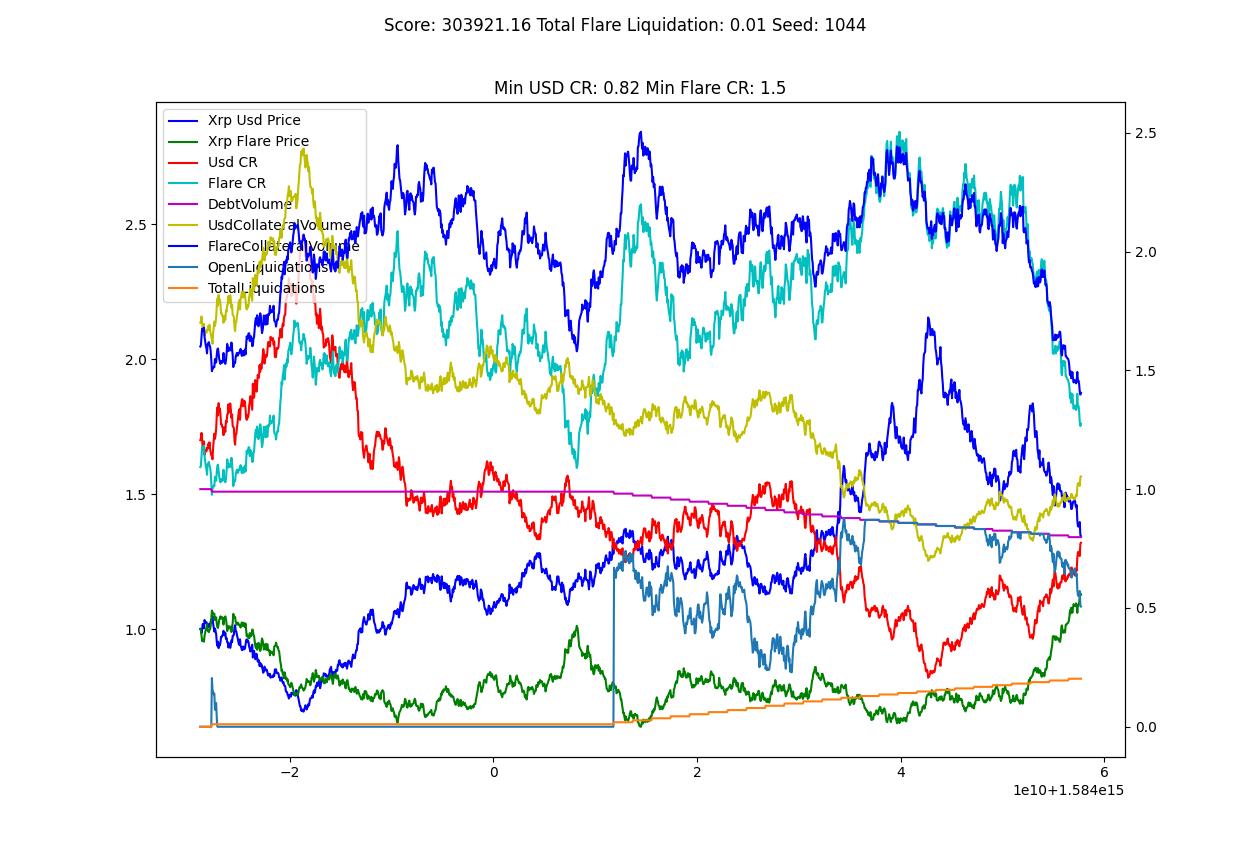 Score: 303921.16 Total Flare Liquidation: 0.01 Seed: 1044
Min USD CR: 0.82 Min Flare CR: 1.5
Xrp Usd Price
Xrp Flare Price
Usd CR
Flare CR
DebtVolume
UsdCollateralVolume
FlareCollateralVolume
OpenLiquidations
TotalLiquidations
2.5
2.0
1.5
1.0
2.5
2.0
1.5
1.0
0.5
0.0
−2
0
2
4
6
1e10+1.584e15